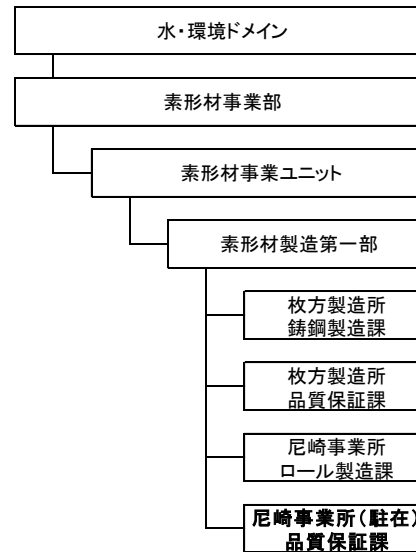 水・環境ドメイン
素形材事業部
素形材事業ユニット
素形材製造第一部
枚方製造所
鋳鋼製造課
枚方製造所
品質保証課
尼崎事業所
ロール製造課
尼崎事業所(駐在)
品質保証課